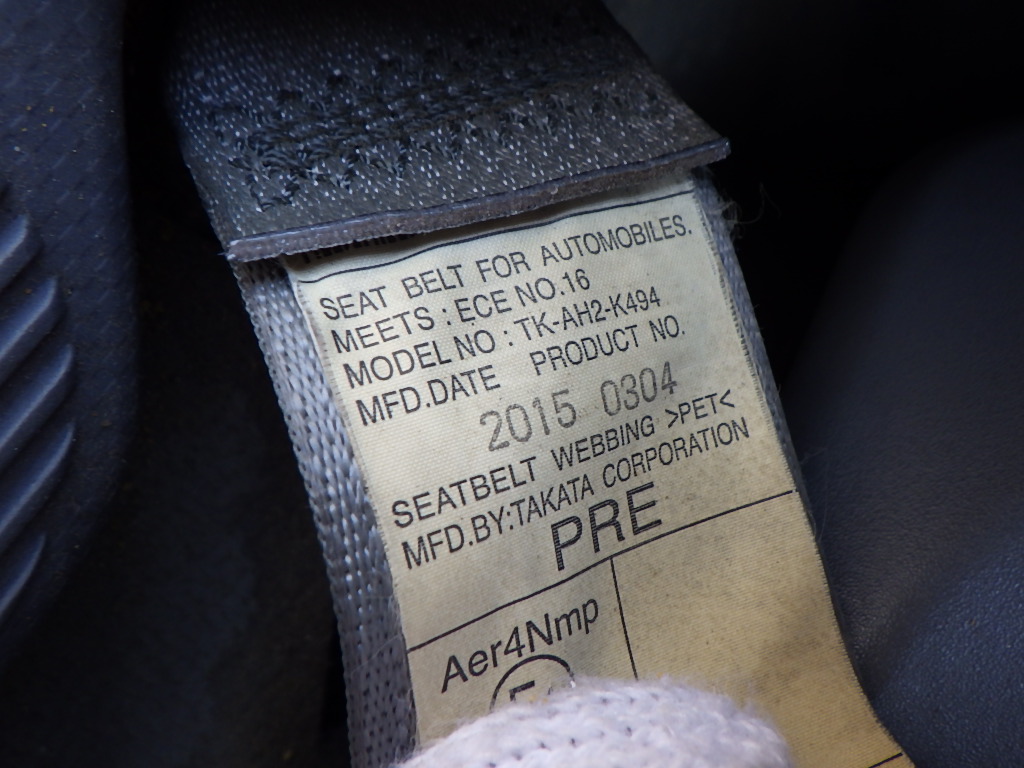 SEAT BELT FOR AUTOMOBILES.
MEETS : ECE NO.16
MODEL NO : TK-AH2-K494
MFD.DATE PRODUCT NO.
2015 0304
SEATBELT WEBBING >PET<
MFD.BY:TAKATA CORPORATION
PRE
Aer4Nmp